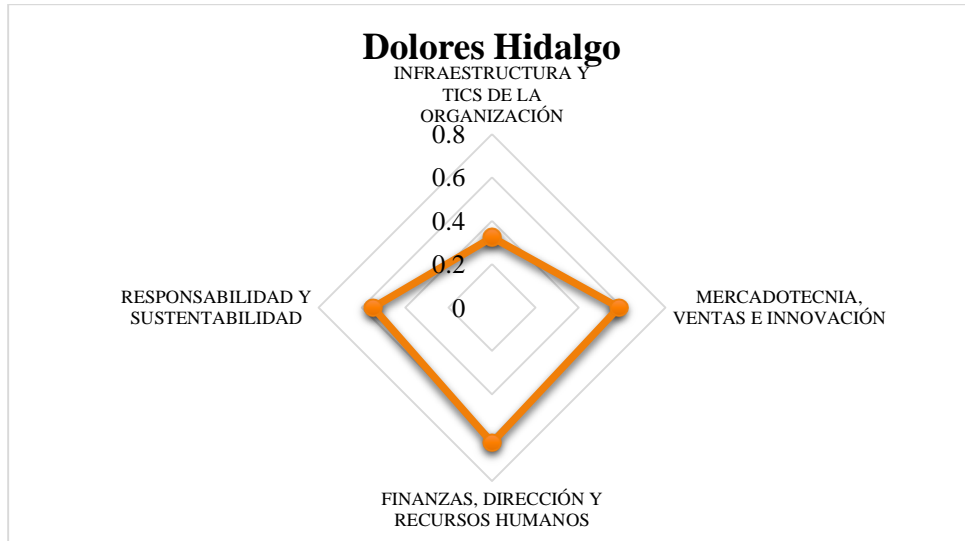 Dolores Hidalgo
INFRAESTRUCTURA Y
TICS DE LA
ORGANIZACIÓN
0.8
0.6
0.4
0.2
0
RESPONSABILIDAD Y
SUSTENTABILIDAD
MERCADOTECNIA,
VENTAS E INNOVACIÓN
FINANZAS, DIRECCIÓN Y
RECURSOS HUMANOS